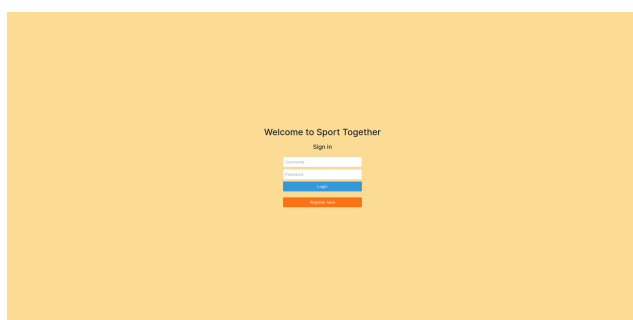 Welcome to Sport Together
Sign in
Username
Password
Login
Register here